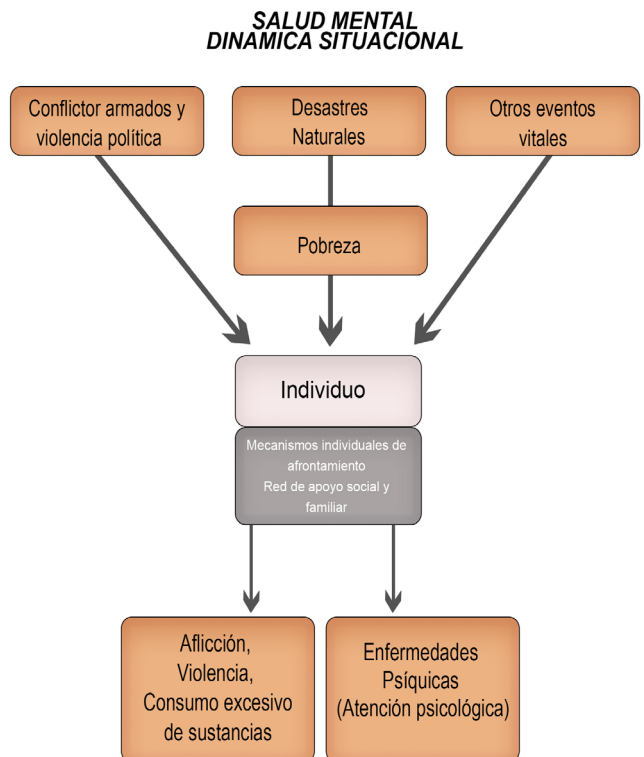 SALUD MENTAL
DINAMICA SITUACIONAL
Conflictor armados y
violencia política
Desastres
Naturales
Otros eventos
vitales
Pobreza
Individuo
Mecanismos individuales de
afrontamiento
Red de apoyo social y
familiar
Aflicción,
Violencia,
Consumo excesivo
de sustancias
Enfermedades
Psíquicas
(Atención psicológica)